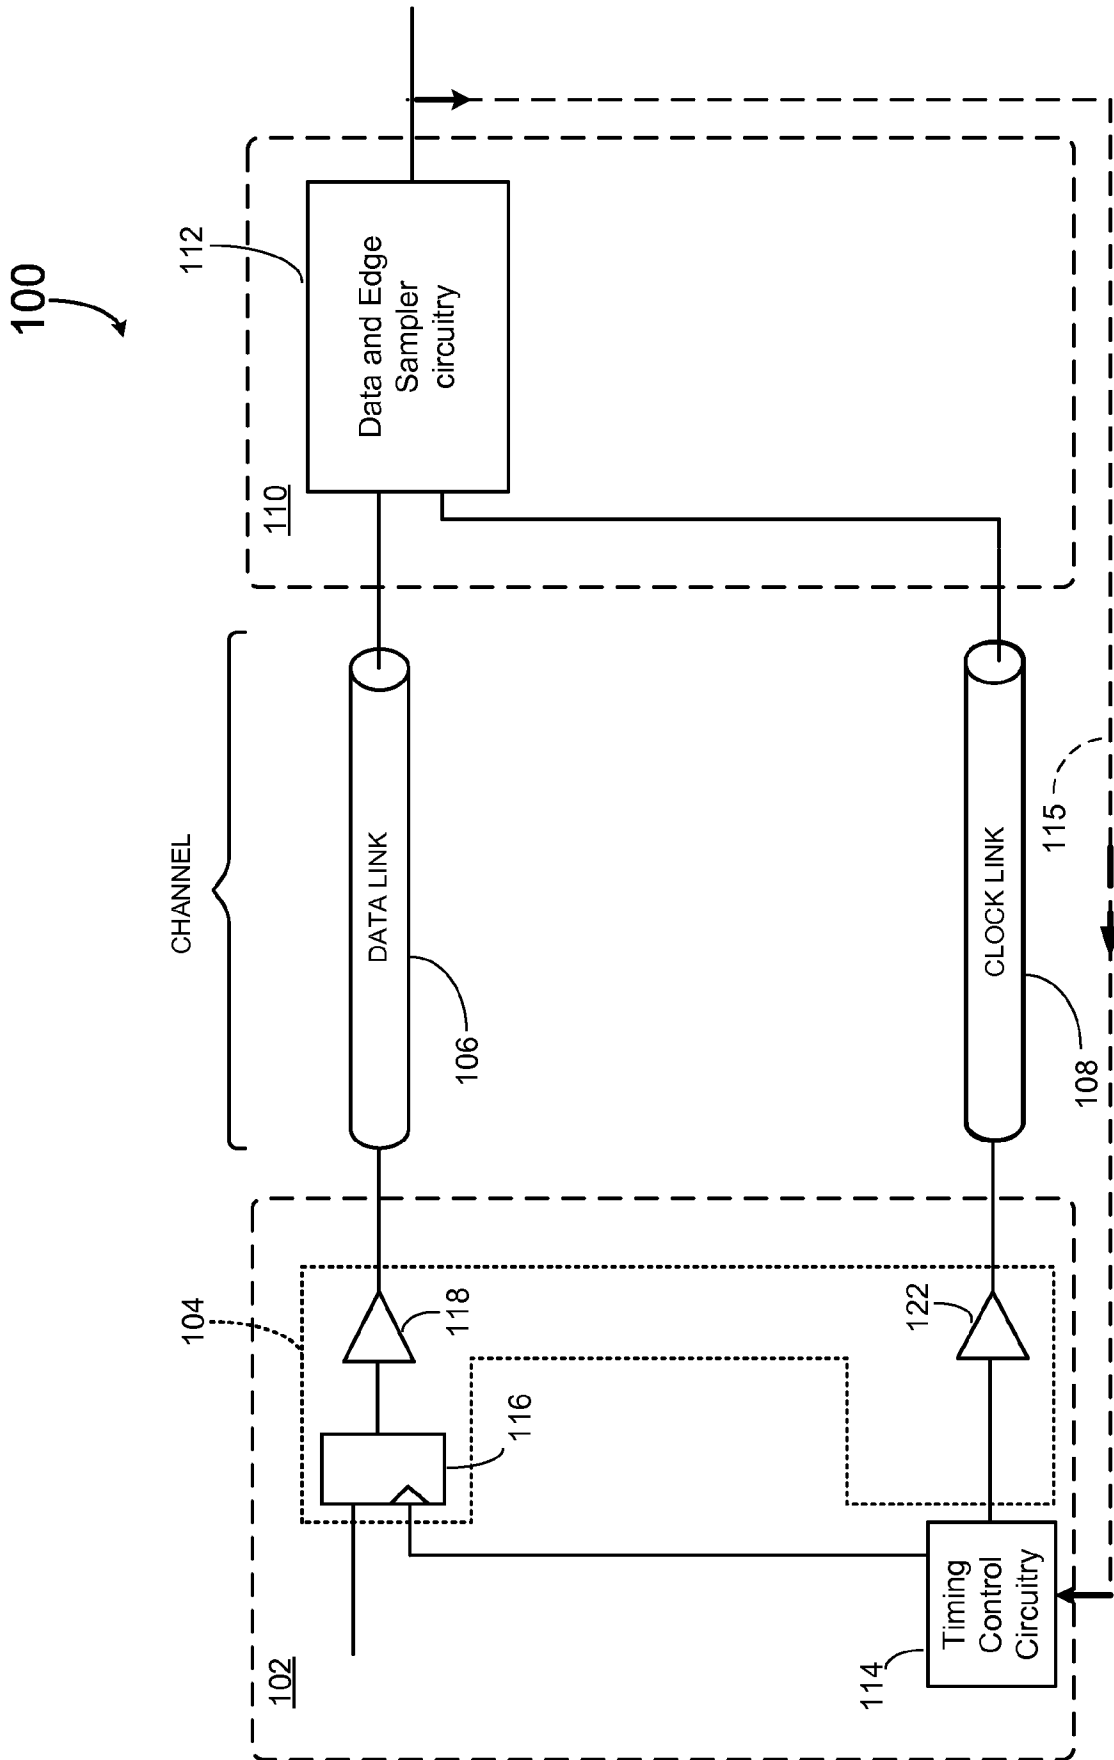 100
CHANNEL
102
104
116
118
DATA LINK
106
110
112
Data and Edge
Sampler
circuitry
114
Timing
Control
Circuitry
122
CLOCK LINK
108
115